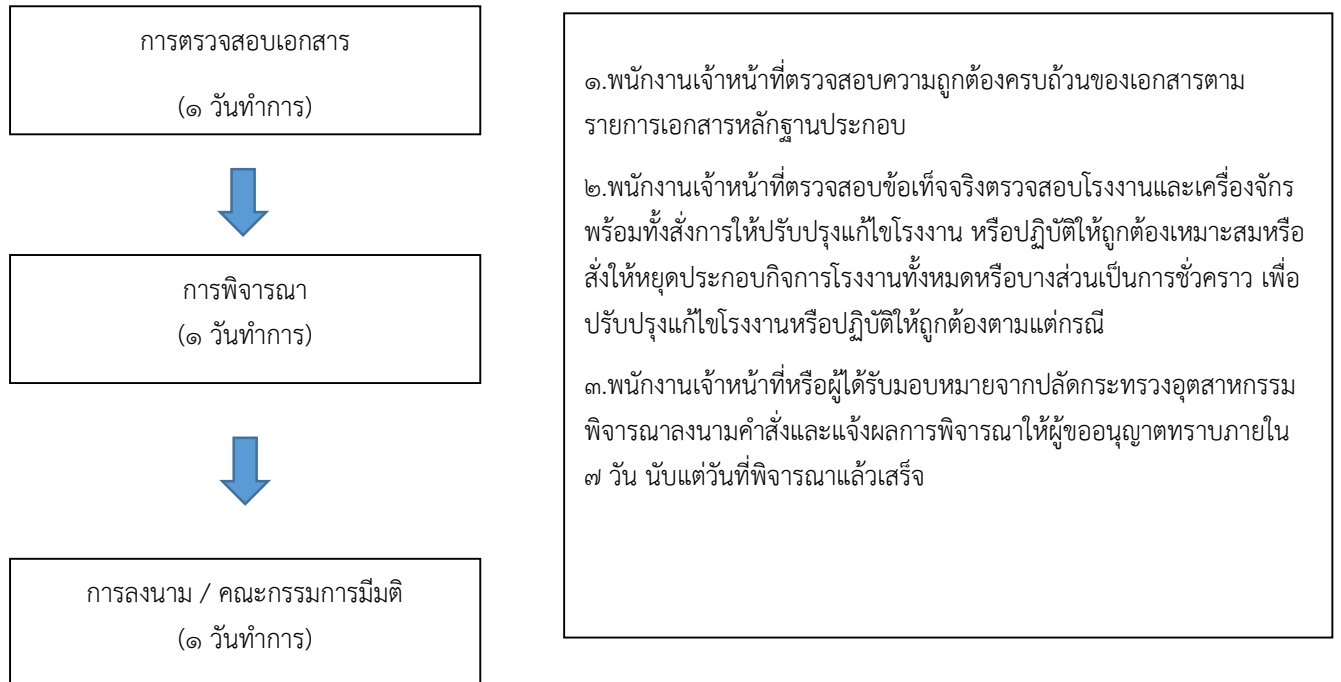 การตรวจสอบเอกสาร
(๑ วันทำการ)
การพิจารณา
(๑ วันทำการ)
การลงนาม / คณะกรรมการมีมติ
(๑ วันทำการ)
๑.พนักงานเจ้าหน้าที่ตรวจสอบความถูกต้องครบถ้วนของเอกสารตาม
รายการเอกสารหลักฐานประกอบ
๒.พนักงานเจ้าหน้าที่ตรวจสอบข้อเท็จจริงตรวจสอบโรงงานและเครื่องจักร
พร้อมทั้งสั่งการให้ปรับปรุงแก้ไขโรงงาน หรือปฏิบัติให้ถูกต้องเหมาะสมหรือ
สั่งให้หยุดประกอบกิจการโรงงานทั้งหมดหรือบางส่วนเป็นการชั่วคราว เพื่อ
ปรับปรุงแก้ไขโรงงานหรือปฏิบัติให้ถูกต้องตามแต่กรณี
๓.พนักงานเจ้าหน้าที่หรือผู้ได้รับมอบหมายจากปลัดกระทรวงอุตสาหกรรม
พิจารณาลงนามคำสั่งและแจ้งผลการพิจารณาให้ผู้ขออนุญาตทราบภายใน
๗ วัน นับแต่วันที่พิจารณาแล้วเสร็จ